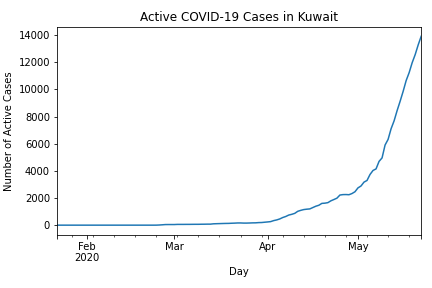 Active COVID-19 Cases in Kuwait
14000
12000
10000
8000
6000
4000
2000
0
Number of Active Cases
Feb
2020
Mar
Apr
May
Day